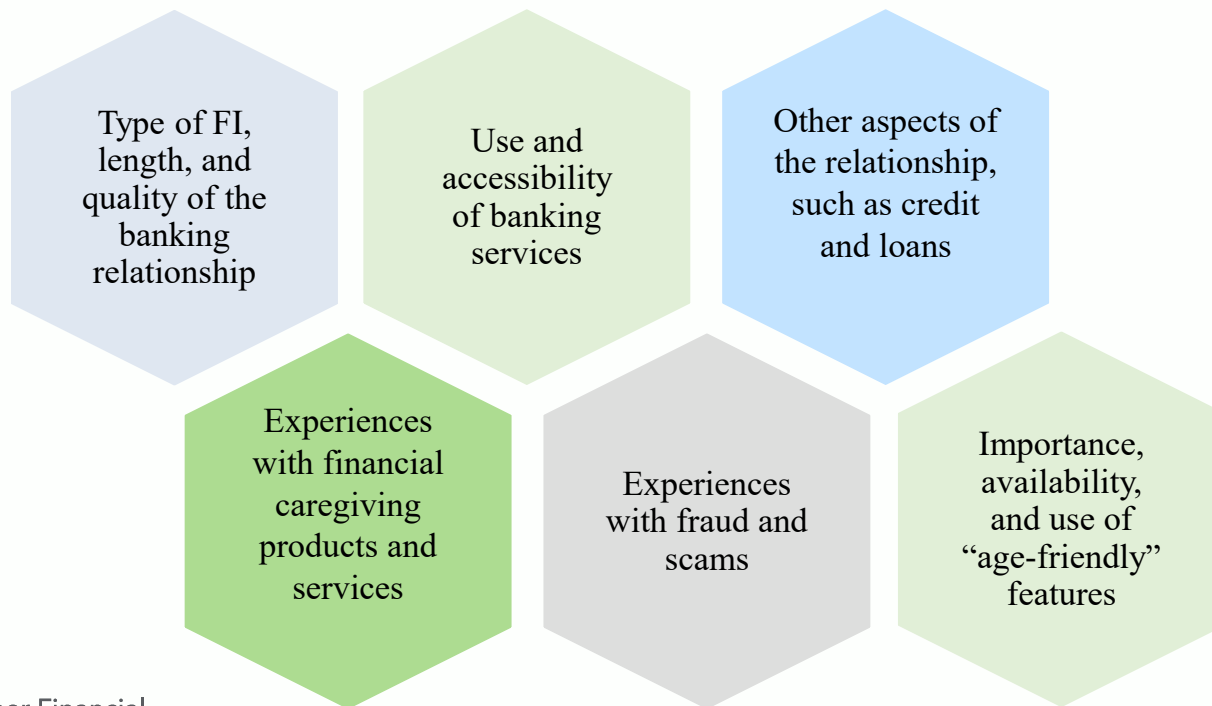 Type of FI,
length, and
quality of the
banking
relationship
Use and
accessibility
of banking
services
Other aspects of
the relationship,
such as credit
and loans
Experiences
with financial
caregiving
products and
services
Experiences
with fraud and
scams
Importance,
availability,
and use of
“age-friendly”
features
Financial